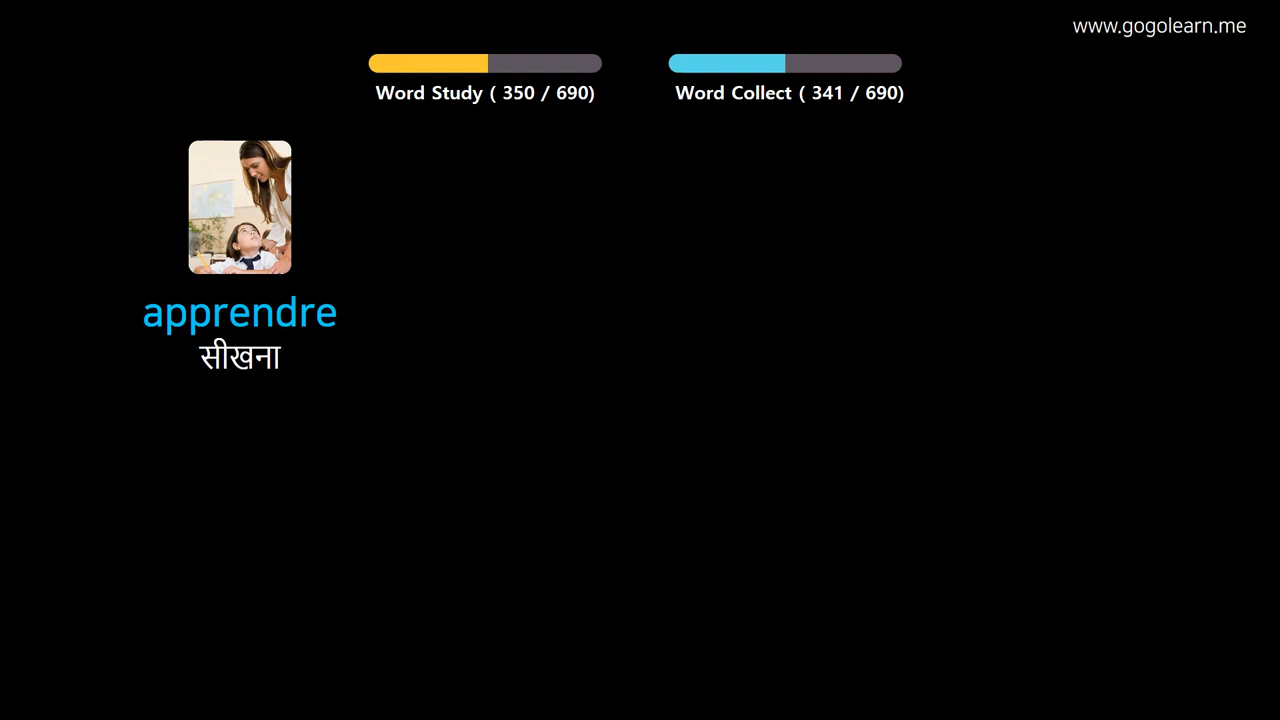 www.gogolearn.me
Word Study ( 350 / 690)
Word Collect ( 341 / 690)
apprendre
सीखना